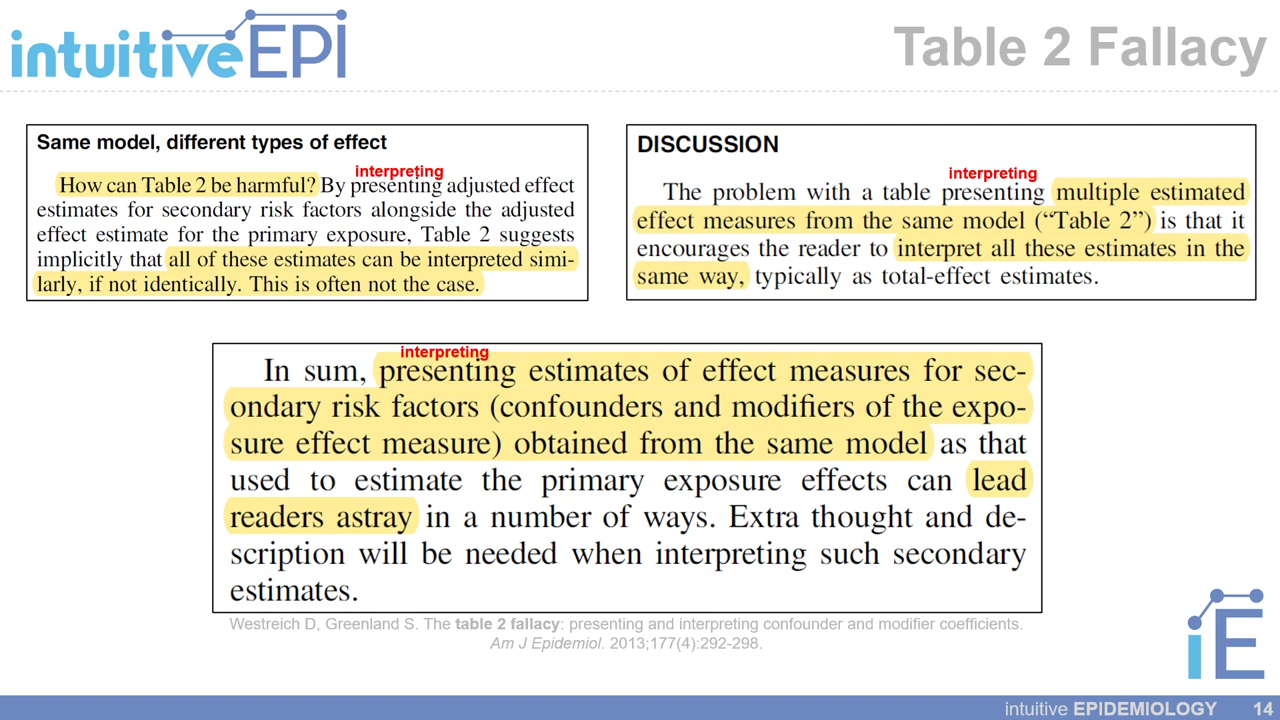 intuitiveEPI
Table 2 Fallacy
Same model, different types of effect
interpreting
How can Table 2 be harmful? By presenting adjusted effect
estimates for secondary risk factors alongside the adjusted
effect estimate for the primary exposure, Table 2 suggests
implicitly that all of these estimates can be interpreted simi-
larly, if not identically. This is often not the case.
DISCUSSION
interpreting
The problem with a table presenting multiple estimated
effect measures from the same model (“Table 2”) is that it
encourages the reader to interpret all these estimates in the
same way, typically as total-effect estimates.
interpreting
In sum, presenting estimates of effect measures for sec-
ondary risk factors (confounders and modifiers of the expo-
sure effect measure) obtained from the same model as that
used to estimate the primary exposure effects can lead
readers astray in a number of ways. Extra thought and de-
scription will be needed when interpreting such secondary
estimates.
Westreich D, Greenland S. The table 2 fallacy: presenting and interpreting confounder and modifier coefficients.
Am J Epidemiol. 2013;177(4):292-298.
iE
intuitive EPIDEMIOLOGY 14